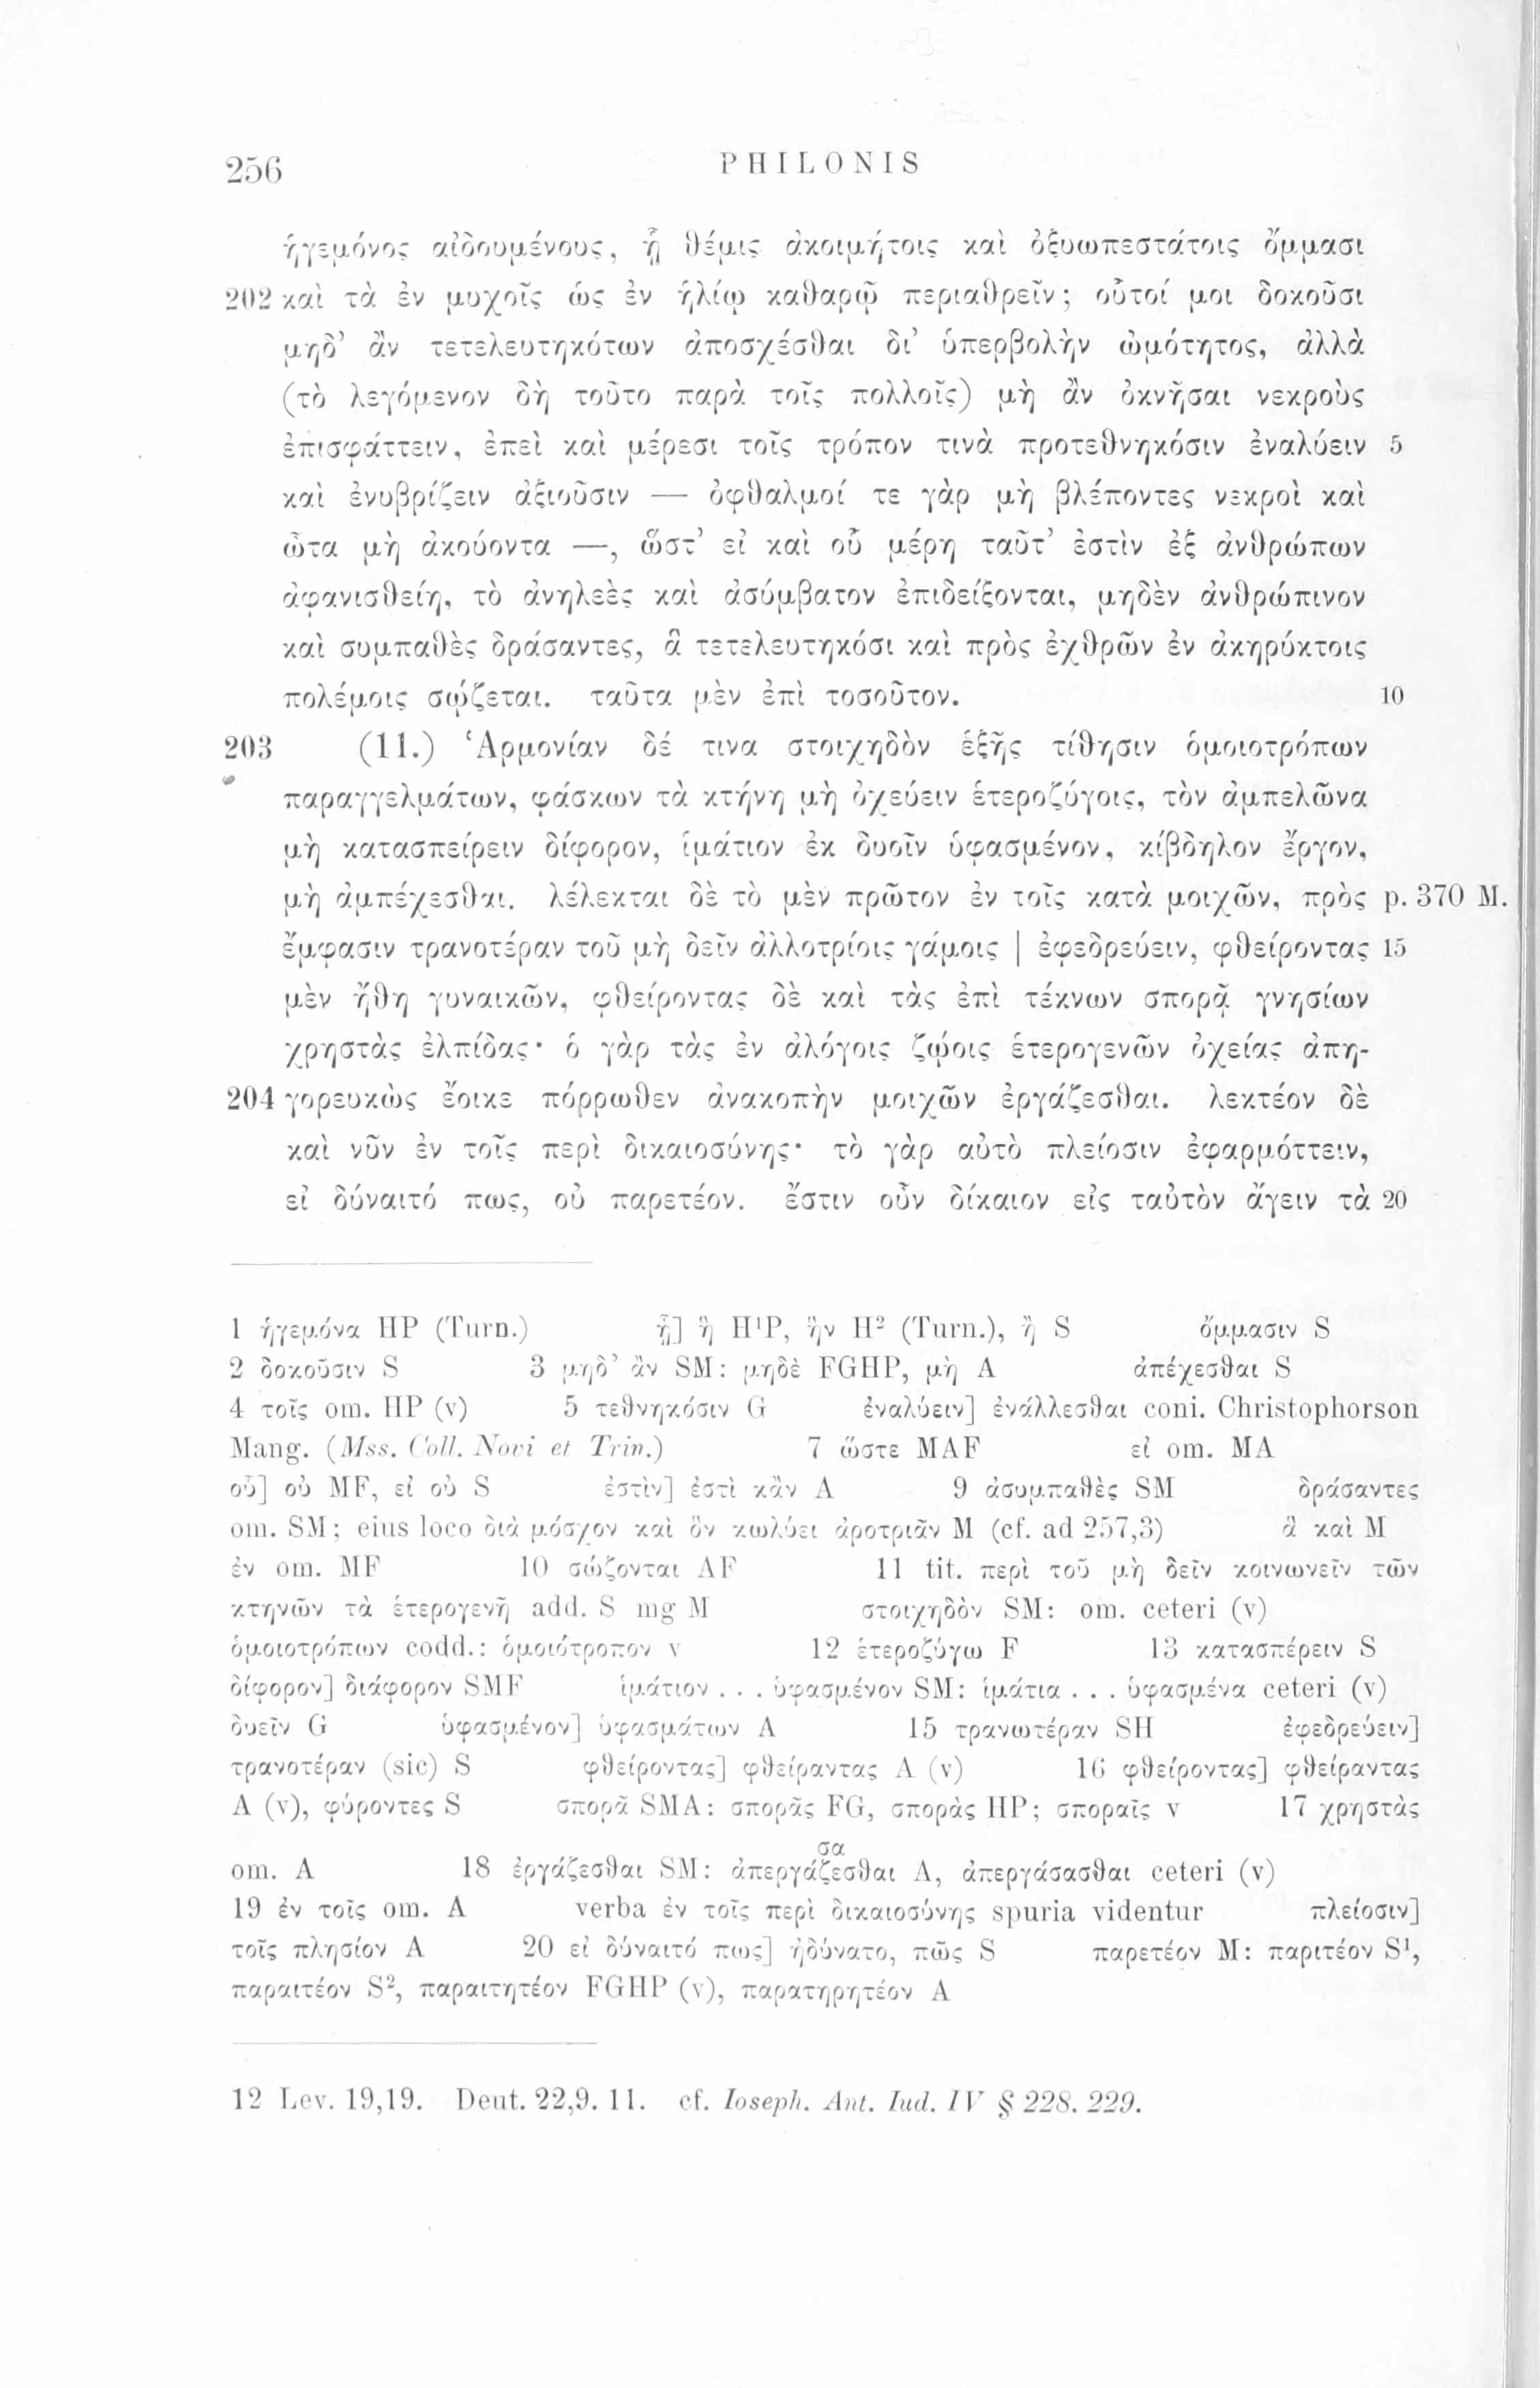 256
PHILONIS
ἡγεμόνος αἰδουμένους, ᾗ θέμις ἀκοιμήτοις καὶ ὀξυωπεστάτοις ὄμμασι
202 καὶ τὰ ἐν μυχοῖς ὡς ἐν ἡλίῳ καθαρῷ περιαθρεῖν; οὗτοί μοι δοκοῦσι
μηδ’ ἂν τετελευτηκότων ἀποσχέσθαι δι’ ὑπερβολὴν ὠμότητος, ἀλλὰ
(τὸ λεγόμενον δὴ τοῦτο παρὰ τοῖς πολλοῖς) μὴ ἂν ὀκνῆσαι νεκροὺς
ἐπισφάττειν, ἐπεὶ καὶ μέρεσι τοῖς τρόπον τινὰ προτεθνηκόσιν ἐναλύειν 5
καὶ ἐνυβρίζειν ἀξιοῦσιν — ὀφθαλμοί τε γὰρ μὴ βλέποντες νεκροὶ καὶ
ὦτα μὴ ἀκούοντα —, ὥστ’ εἰ καὶ οὗ μέρη ταῦτ’ ἐστὶν ἐξ ἀνθρώπων
ἀφανισθείη, τὸ ἀνηλεὲς καὶ ἀσύμβατον ἐπιδείξονται, μηδὲν ἀνθρώπινον
καὶ συμπαθὲς δράσαντες, ἃ τετελευτηκόσι καὶ πρὸς ἐχθρῶν ἐν ἀκηρύκτοις
πολέμοις σῴζεται. ταῦτα μὲν ἐπὶ τοσοῦτον. 10
203 (11.) Ἁρμονίαν δέ τινα στοιχηδὸν ἑξῆς τίθησιν ὁμοιοτρόπων
παραγγελμάτων, φάσκων τὰ κτήνη μὴ ὀχεύειν ἑτεροζύγοις, τὸν ἀμπελῶνα
μὴ κατασπείρειν δίφορον, ἱμάτιον ἐκ δυοῖν ὑφασμένον, κίβδηλον ἔργον,
μὴ ἀμπέχεσθαι. λέλεκται δὲ τὸ μὲν πρῶτον ἐν τοῖς κατὰ μοιχῶν, πρὸς p. 370 M.
ἔμφασιν τρανοτέραν τοῦ μὴ δεῖν ἀλλοτρίοις γάμοις | ἐφεδρεύειν, φθείροντας 15
μὲν ἤθη γυναικῶν, φθείροντας δὲ καὶ τὰς ἐπὶ τέκνων σπορᾷ γνησίων
χρηστὰς ἐλπίδας· ὁ γὰρ τὰς ἐν ἀλόγοις ζῴοις ἑτερογενῶν ὀχείας ἀπη-
204 γορευκὼς ἔοικε πόρρωθεν ἀνακοπὴν μοιχῶν ἐργάζεσθαι. λεκτέον δὲ
καὶ νῦν ἐν τοῖς περὶ δικαιοσύνης· τὸ γὰρ αὐτὸ πλείοσιν ἐφαρμόττειν,
εἰ δύναιτό πως, οὐ παρετέον. ἔστιν οὖν δίκαιον εἰς ταὐτὸν ἄγειν τὰ 20
1 ἡγεμόνα HP (Turn.) ᾗ] ἢ H¹P, ἣν H² (Turn.), ἣ S ὄμμασιν S
2 δοκοῦσιν S 3 μηδ’ ἂν SM: μηδὲ FGHP, μὴ A ἀπέχεσθαι S
4 τοῖς om. HP (v) 5 τεθνηκόσιν G ἐναλύειν] ἐνάλλεσθαι coni. Christophorson
Mang. (Mss. Coll. Novi et Trin.) 7 ὥστε MAF εἰ om. MA
οὗ] οὐ MF, εἰ οὐ S ἐστὶν] ἐστὶ κἂν A 9 ἀσυμπαθὲς SM δράσαντες
om. SM; eius loco διὰ μόσχον καὶ ὃν κωλύει ἀροτριᾶν M (cf. ad 257,3) ἃ καὶ M
ἐν om. MF 10 σώζονται AF 11 tit. περὶ τοῦ μὴ δεῖν κοινωνεῖν τῶν
κτηνῶν τὰ ἑτερογενῆ add. S mg M στοιχηδὸν SM: om. ceteri (v)
ὁμοιοτρόπων codd.: ὁμοιότροπον v 12 ἑτεροζύγω F 13 κατασπέρειν S
δίφορον] διάφορον SMF ἱμάτιον . . . ὑφασμένον SM: ἱμάτια . . . ὑφασμένα ceteri (v)
δυεῖν G ὑφασμένον] ὑφασμάτων A 15 τρανωτέραν SH ἐφεδρεύειν]
τρανοτέραν (sic) S φθείροντας] φθείραντας A (v) 16 φθείροντας] φθείραντας
A (v), φύροντες S σπορᾶ SMA: σπορᾶς FG, σπορὰς HP; σποραῖς v 17 χρηστὰς
σα
om. A 18 ἐργάζεσθαι SM: ἀπεργάζεσθαι A, ἀπεργάσασθαι ceteri (v)
19 ἐν τοῖς om. A verba ἐν τοῖς περὶ δικαιοσύνης spuria videntur πλείοσιν]
τοῖς πλησίον A 20 εἰ δύναιτό πως] ἠδύνατο, πῶς S παρετέον M: παριτέον S¹,
παραιτέον S², παραιτητέον FGHP (v), παρατηρητέον A
12 Lev. 19,19. Deut. 22,9. 11. cf. Ioseph. Ant. Iud. IV § 228. 229.